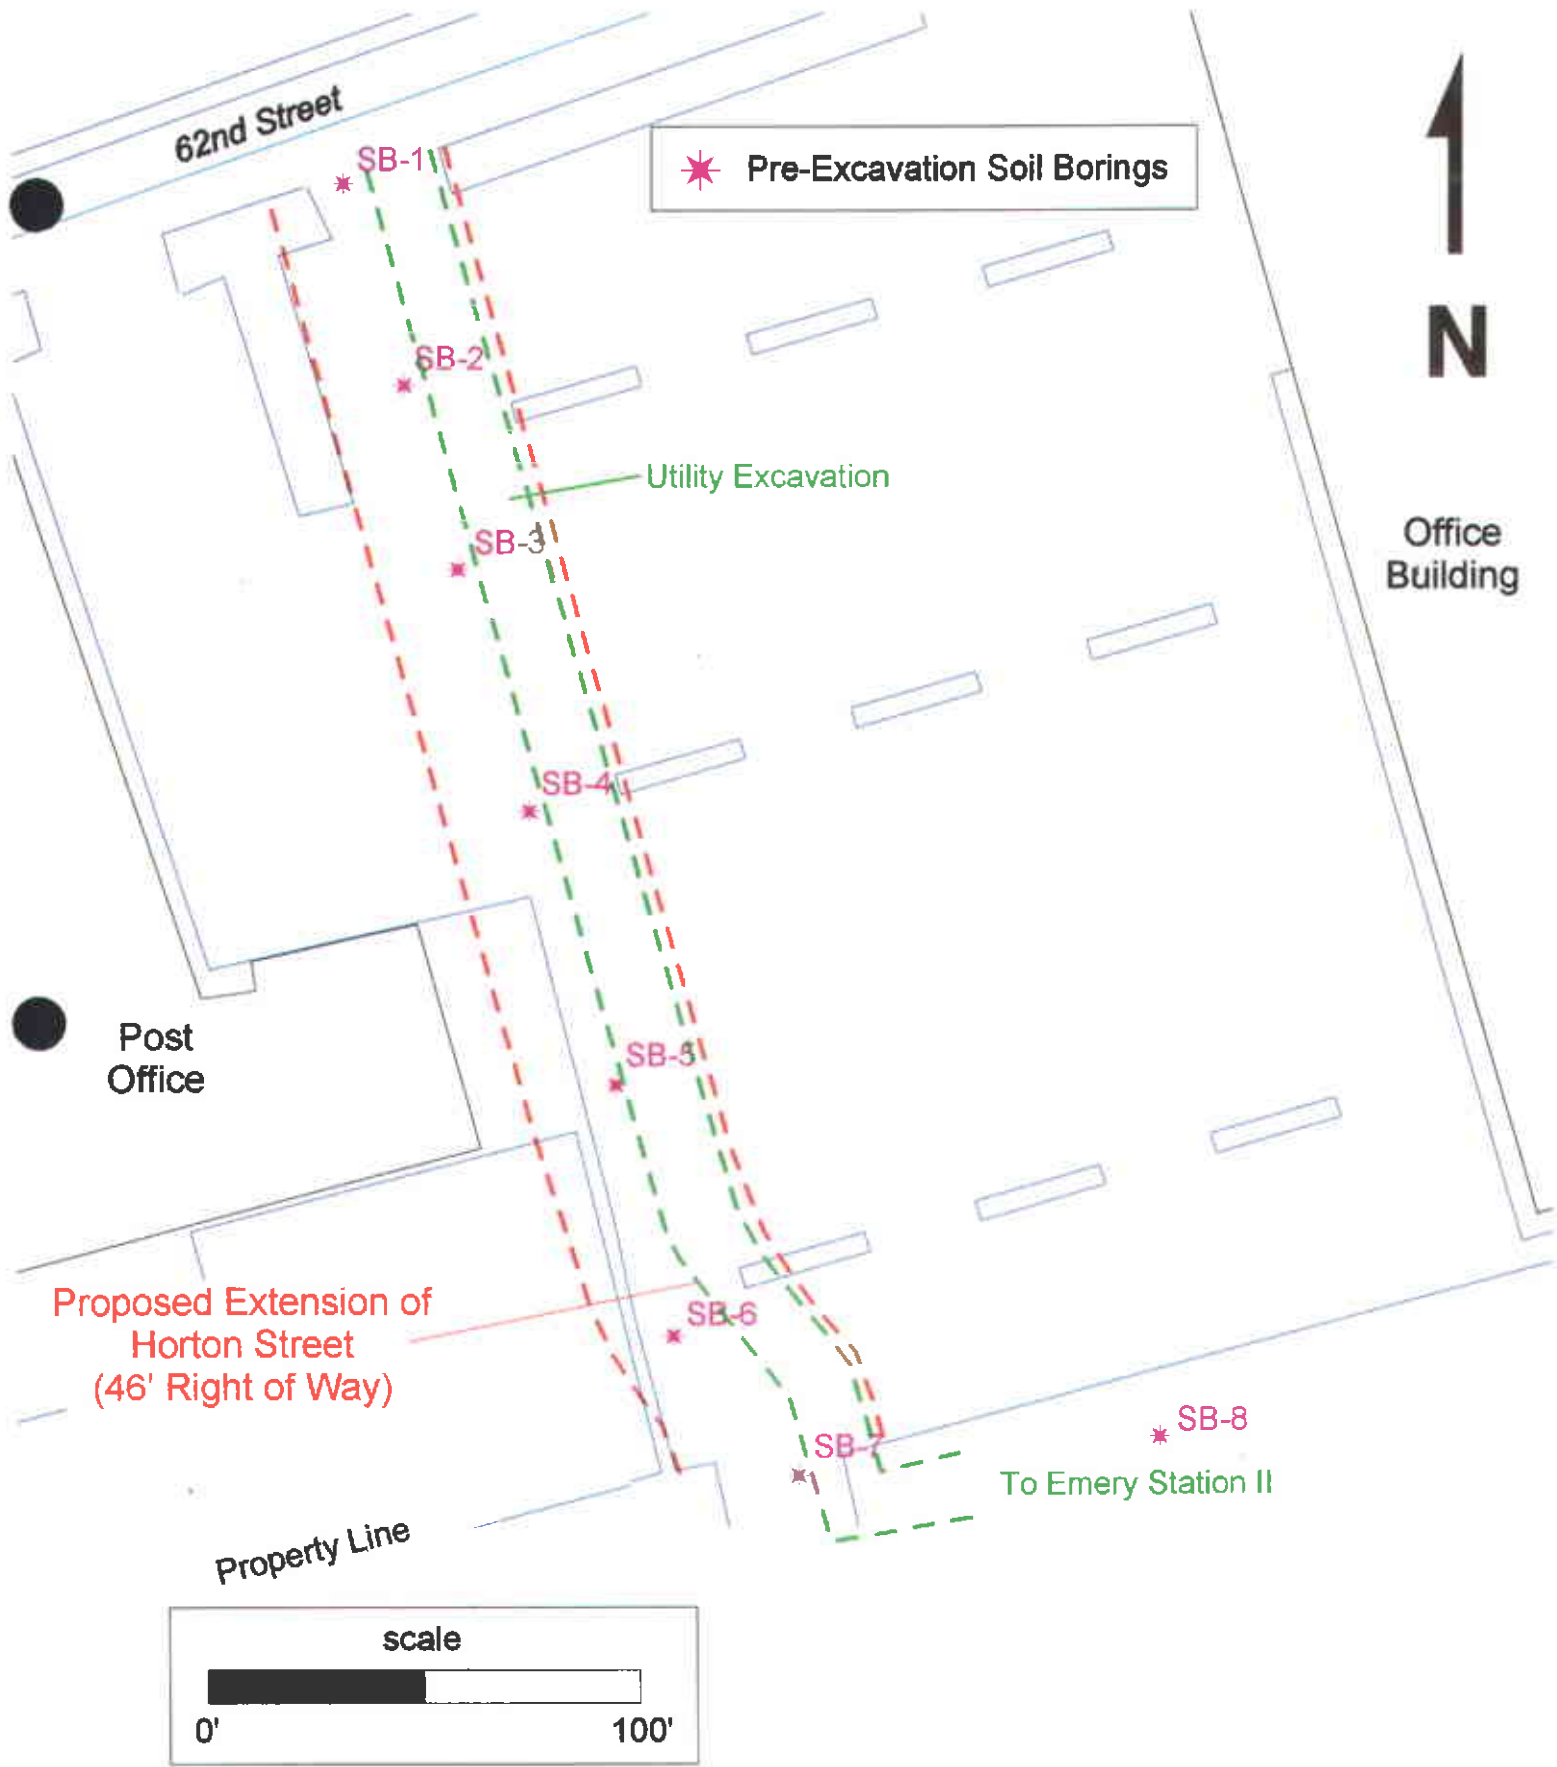 62nd Street
SB-1
Pre-Excavation Soil Borings
N
SB-2
Utility Excavation
SB-3
Office
Building
SB-4
Post
Office
SB-5
Proposed Extension of
Horton Street
(46' Right of Way)
SB-6
SB-7
SB-8
To Emery Station II
Property Line
scale
0'
100'